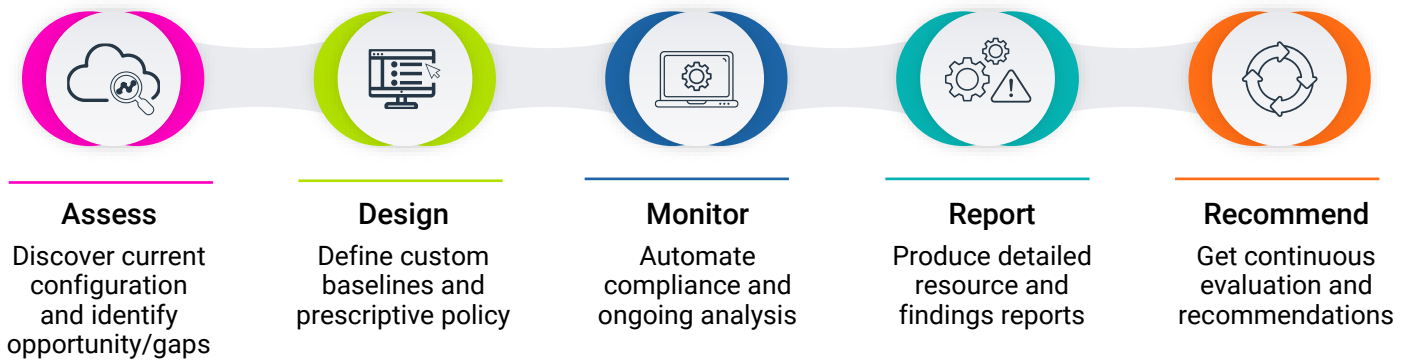 Assess
Discover current
configuration
and identify
opportunity/gaps
Design
Define custom
baselines and
prescriptive policy
Monitor
Automate
compliance and
ongoing analysis
Report
Produce detailed
resource and
findings reports
Recommend
Get continuous
evaluation and
recommendations